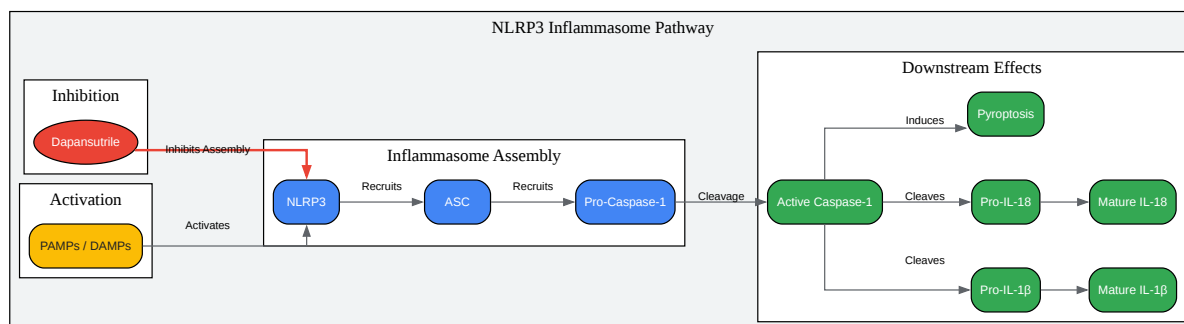 NLRP3 Inflammasome Pathway
Inhibition
Dapansutrile
Inhibits Assembly
Activation
PAMPs / DAMPs
Activates
Inflammasome Assembly
NLRP3
Recruits
ASC
Recruits
Pro-Caspase-1
Cleavage
Downstream Effects
Active Caspase-1
Induces
Pyroptosis
Cleaves
Pro-IL-18
Mature IL-18
Cleaves
Pro-IL-1β
Mature IL-1β